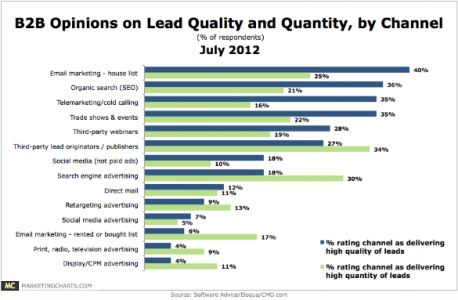 B2B Opinions on Lead Quality and Quantity, by Channel
(% of respondents)
July 2012
Email marketing - house list
40%
25%
Organic search (SEO)
36%
21%
Telemarketing/cold calling
35%
16%
Trade shows & events
35%
22%
Third-party webinars
28%
19%
Third-party lead originators / publishers
27%
34%
Social media (not paid ads)
18%
10%
Search engine advertising
18%
30%
Direct mail
12%
11%
Retargeting advertising
9%
13%
Social media advertising
7%
5%
Email marketing - rented or bought list
6%
17%
Print, radio, television advertising
4%
9%
Display/CPM advertising
4%
11%
% rating channel as delivering
high quality of leads
% rating channel as delivering
high quantity of leads
MC MARKETINGCHARTS.COM
Source: Software Advice/Eloqua/CMO.com